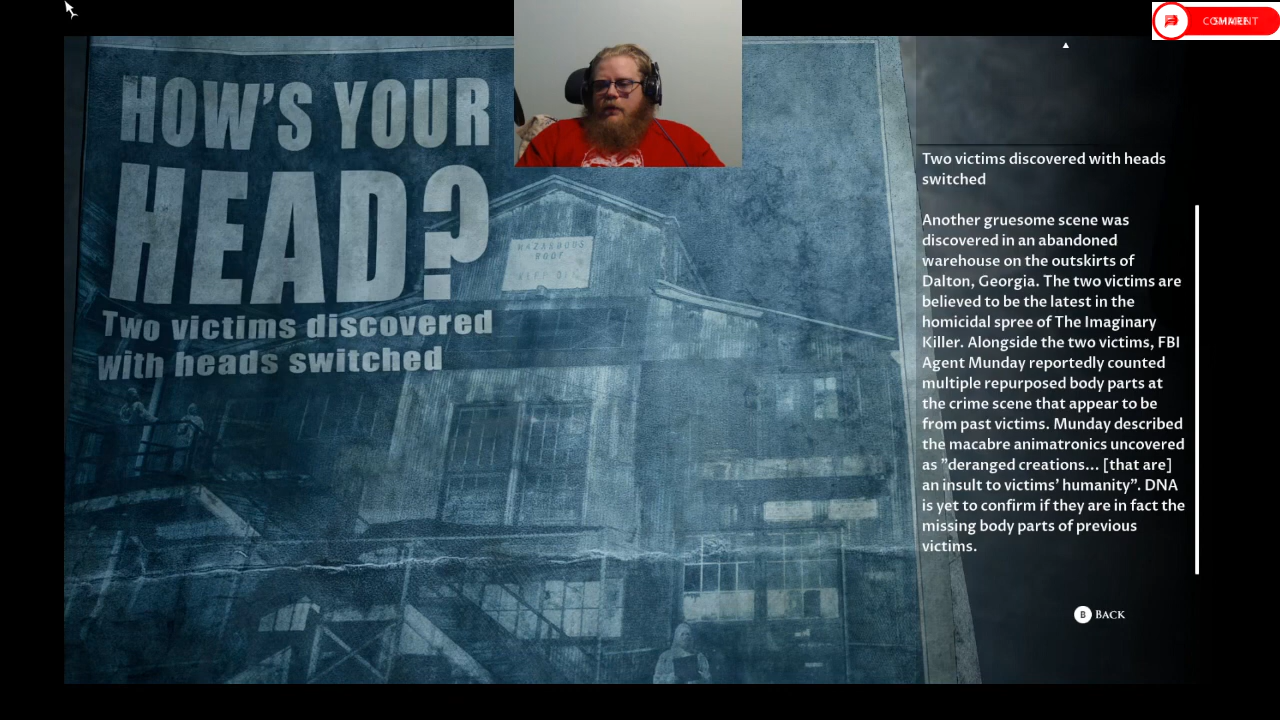 HOW'S YOUR
HEAD?
Two victims discovered
with heads switched
HAZARDOUS
ROOF
KEEP OFF
Two victims discovered with heads
switched
Another gruesome scene was
discovered in an abandoned
warehouse on the outskirts of
Dalton, Georgia. The two victims are
believed to be the latest in the
homicidal spree of The Imaginary
Killer. Alongside the two victims, FBI
Agent Munday reportedly counted
multiple repurposed body parts at
the crime scene that appear to be
from past victims. Munday described
the macabre animatronics uncovered
as "deranged creations... [that are]
an insult to victims' humanity". DNA
is yet to confirm if they are in fact the
missing body parts of previous
victims.
B BACK